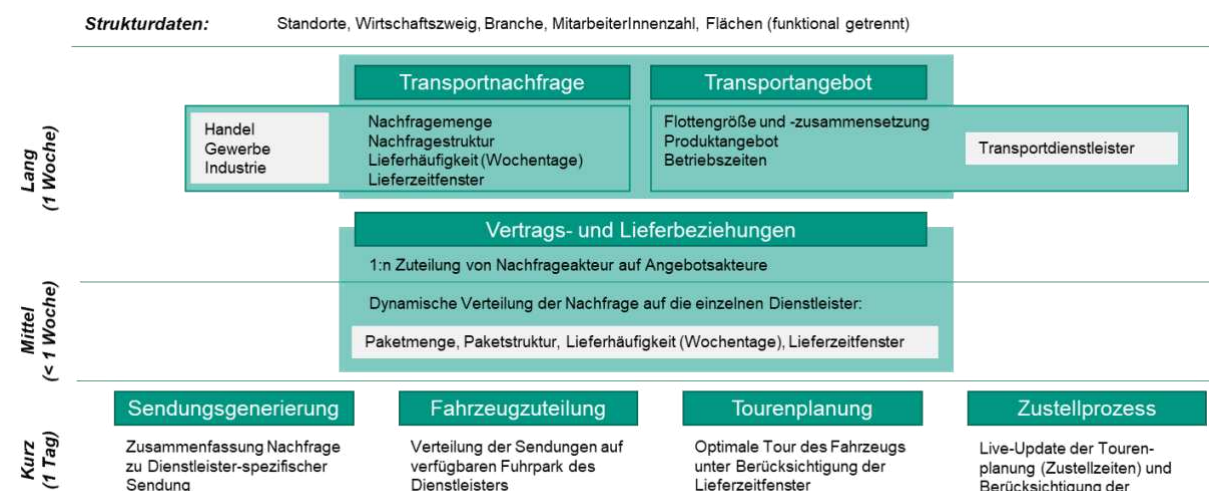 Strukturdaten: Standorte, Wirtschaftszweig, Branche, MitarbeiterInnenzahl, Flächen (funktional getrennt)
Lang
(1 Woche)
Transportnachfrage
Transportangebot
Handel
Gewerbe
Industrie
Nachfragemenge
Nachfragestruktur
Lieferhäufigkeit (Wochentage)
Lieferzeitfenster
Flottengröße und -zusammensetzung
Produktangebot
Betriebszeiten
Transportdienstleister
Vertrags- und Lieferbeziehungen
1:n Zuteilung von Nachfrageakteur auf Angebotsakteure
Mittel
(< 1 Woche)
Dynamische Verteilung der Nachfrage auf die einzelnen Dienstleister:
Paketmenge, Paketstruktur, Lieferhäufigkeit (Wochentage), Lieferzeitfenster
Kurz
(1 Tag)
Sendungsgenerierung
Zusammenfassung Nachfrage
zu Dienstleister-spezifischer
Sendung
Fahrzeugzuteilung
Verteilung der Sendungen auf
verfügbaren Fuhrpark des
Dienstleisters
Tourenplanung
Optimale Tour des Fahrzeugs
unter Berücksichtigung der
Lieferzeitfenster
Zustellprozess
Live-Update der Touren-
planung (Zustellzeiten) und
Berücksichtigung der